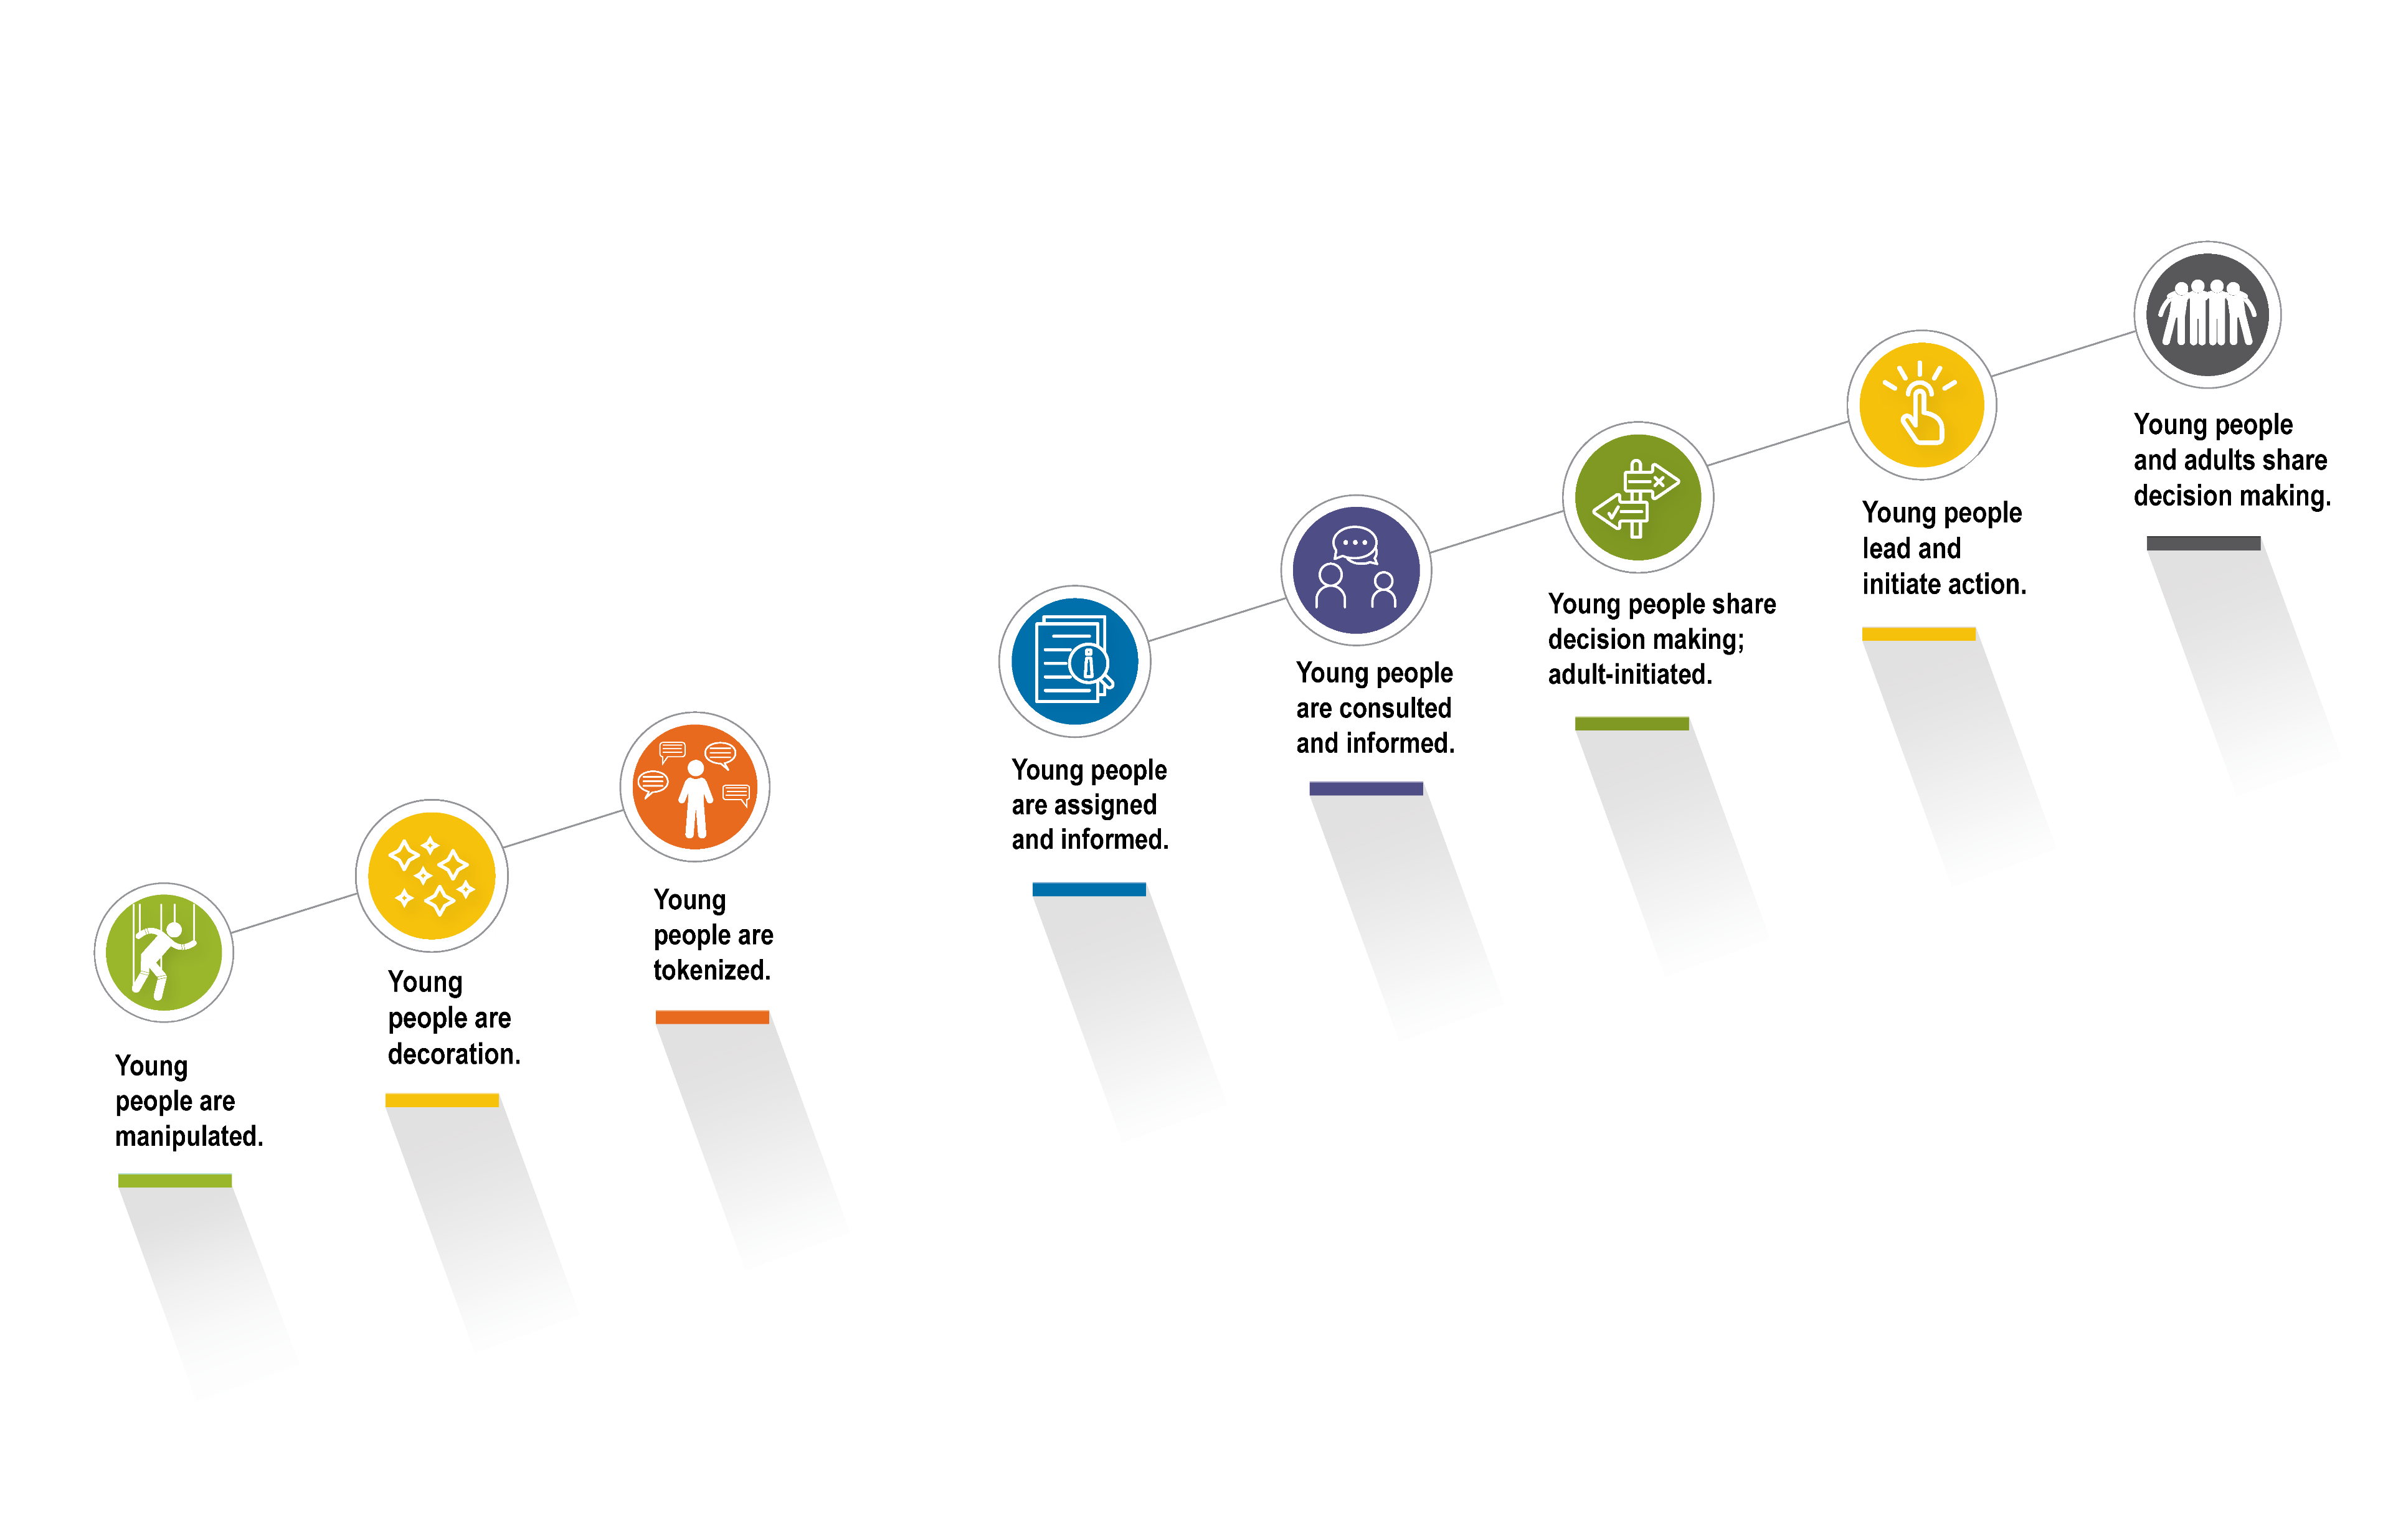 Young
people are
manipulated.
Young
people are
decoration.
Young
people are
tokenized.
Young people
are assigned
and informed.
Young people
are consulted
and informed.
Young people share
decision making;
adult-initiated.
Young people
lead and
initiate action.
Young people
and adults share
decision making.